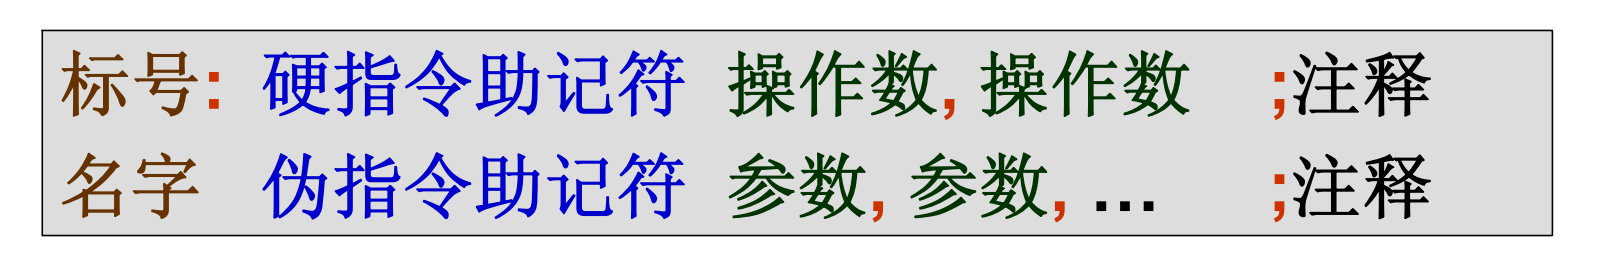 标号: 硬指令助记符 操作数, 操作数 ;注释
名字 伪指令助记符 参数, 参数, … ;注释